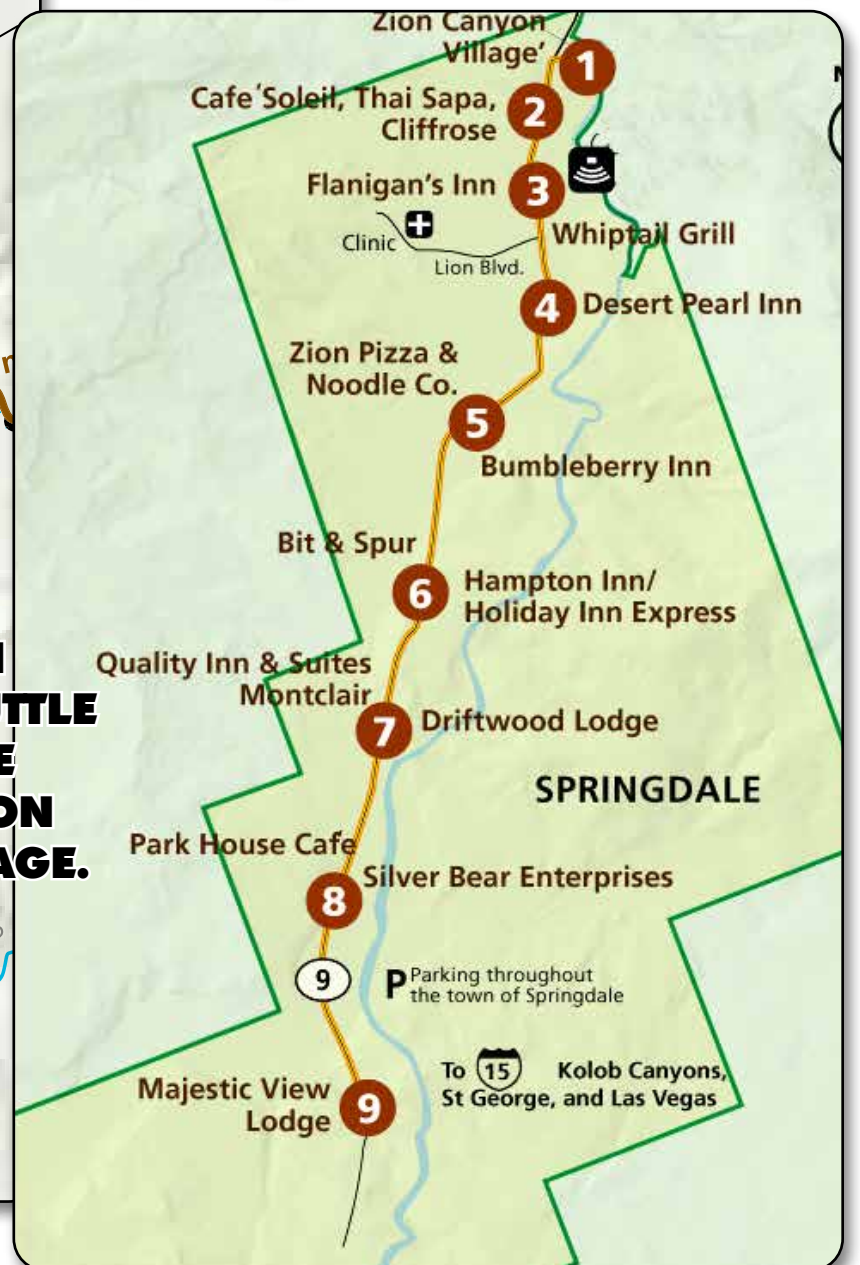 Zion Canyon
Village'
1
Cafe´Soleil, Thai Sapa,
Cliffrose
2
Flanigan's Inn
3
Clinic
Lion Blvd.
Whiptail Grill
4
Desert Pearl Inn
Zion Pizza &
Noodle Co.
5
Bumbleberry Inn
Bit & Spur
6
Hampton Inn/
Holiday Inn Express
Quality Inn & Suites
Montclair
7
Driftwood Lodge
SPRINGDALE
Park House Cafe
8
Silver Bear Enterprises
9
P
Parking throughout
the town of Springdale
To 15 Kolob Canyons,
St George, and Las Vegas
Majestic View
Lodge
9